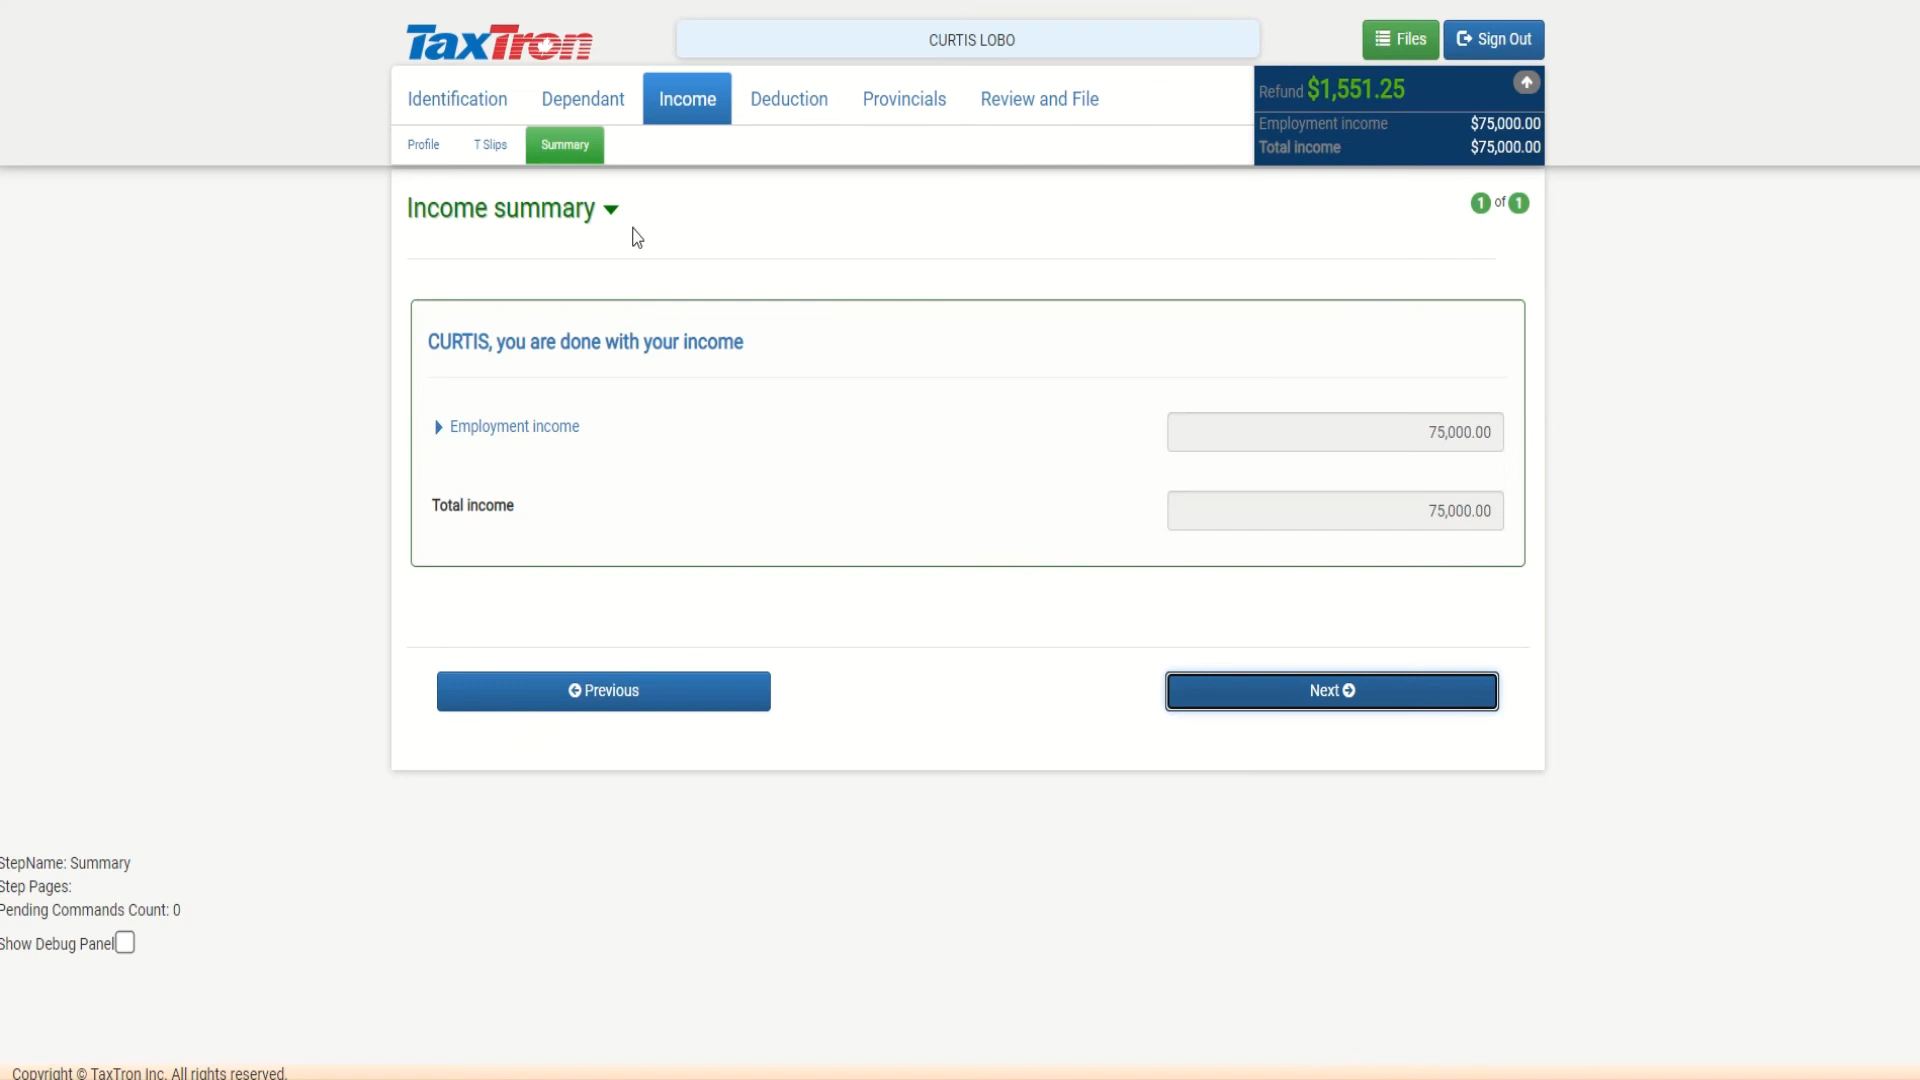 TaxTron
CURTIS LOBO
Files
Sign Out
Identification
Dependant
Income
Deduction
Provincials
Review and File
Refund $1,551.25
Employment income $75,000.00
Total income $75,000.00
Profile
T Slips
Summary
Income summary
1 of 1
CURTIS, you are done with your income
Employment income 75,000.00
Total income 75,000.00
Previous
Next
StepName: Summary
Step Pages:
Pending Commands Count: 0
Show Debug Panel
Copyright © TaxTron Inc. All rights reserved.